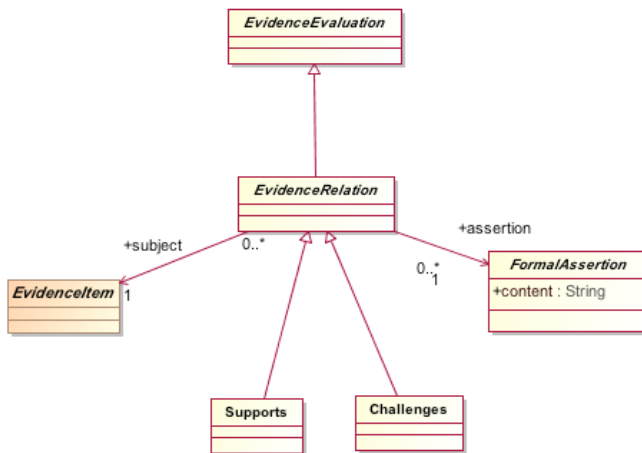 EvidenceEvaluation
EvidenceRelation
+subject
0..*
+assertion
0..*
1
EvidenceItem
1
FormalAssertion
+content : String
Supports
Challenges